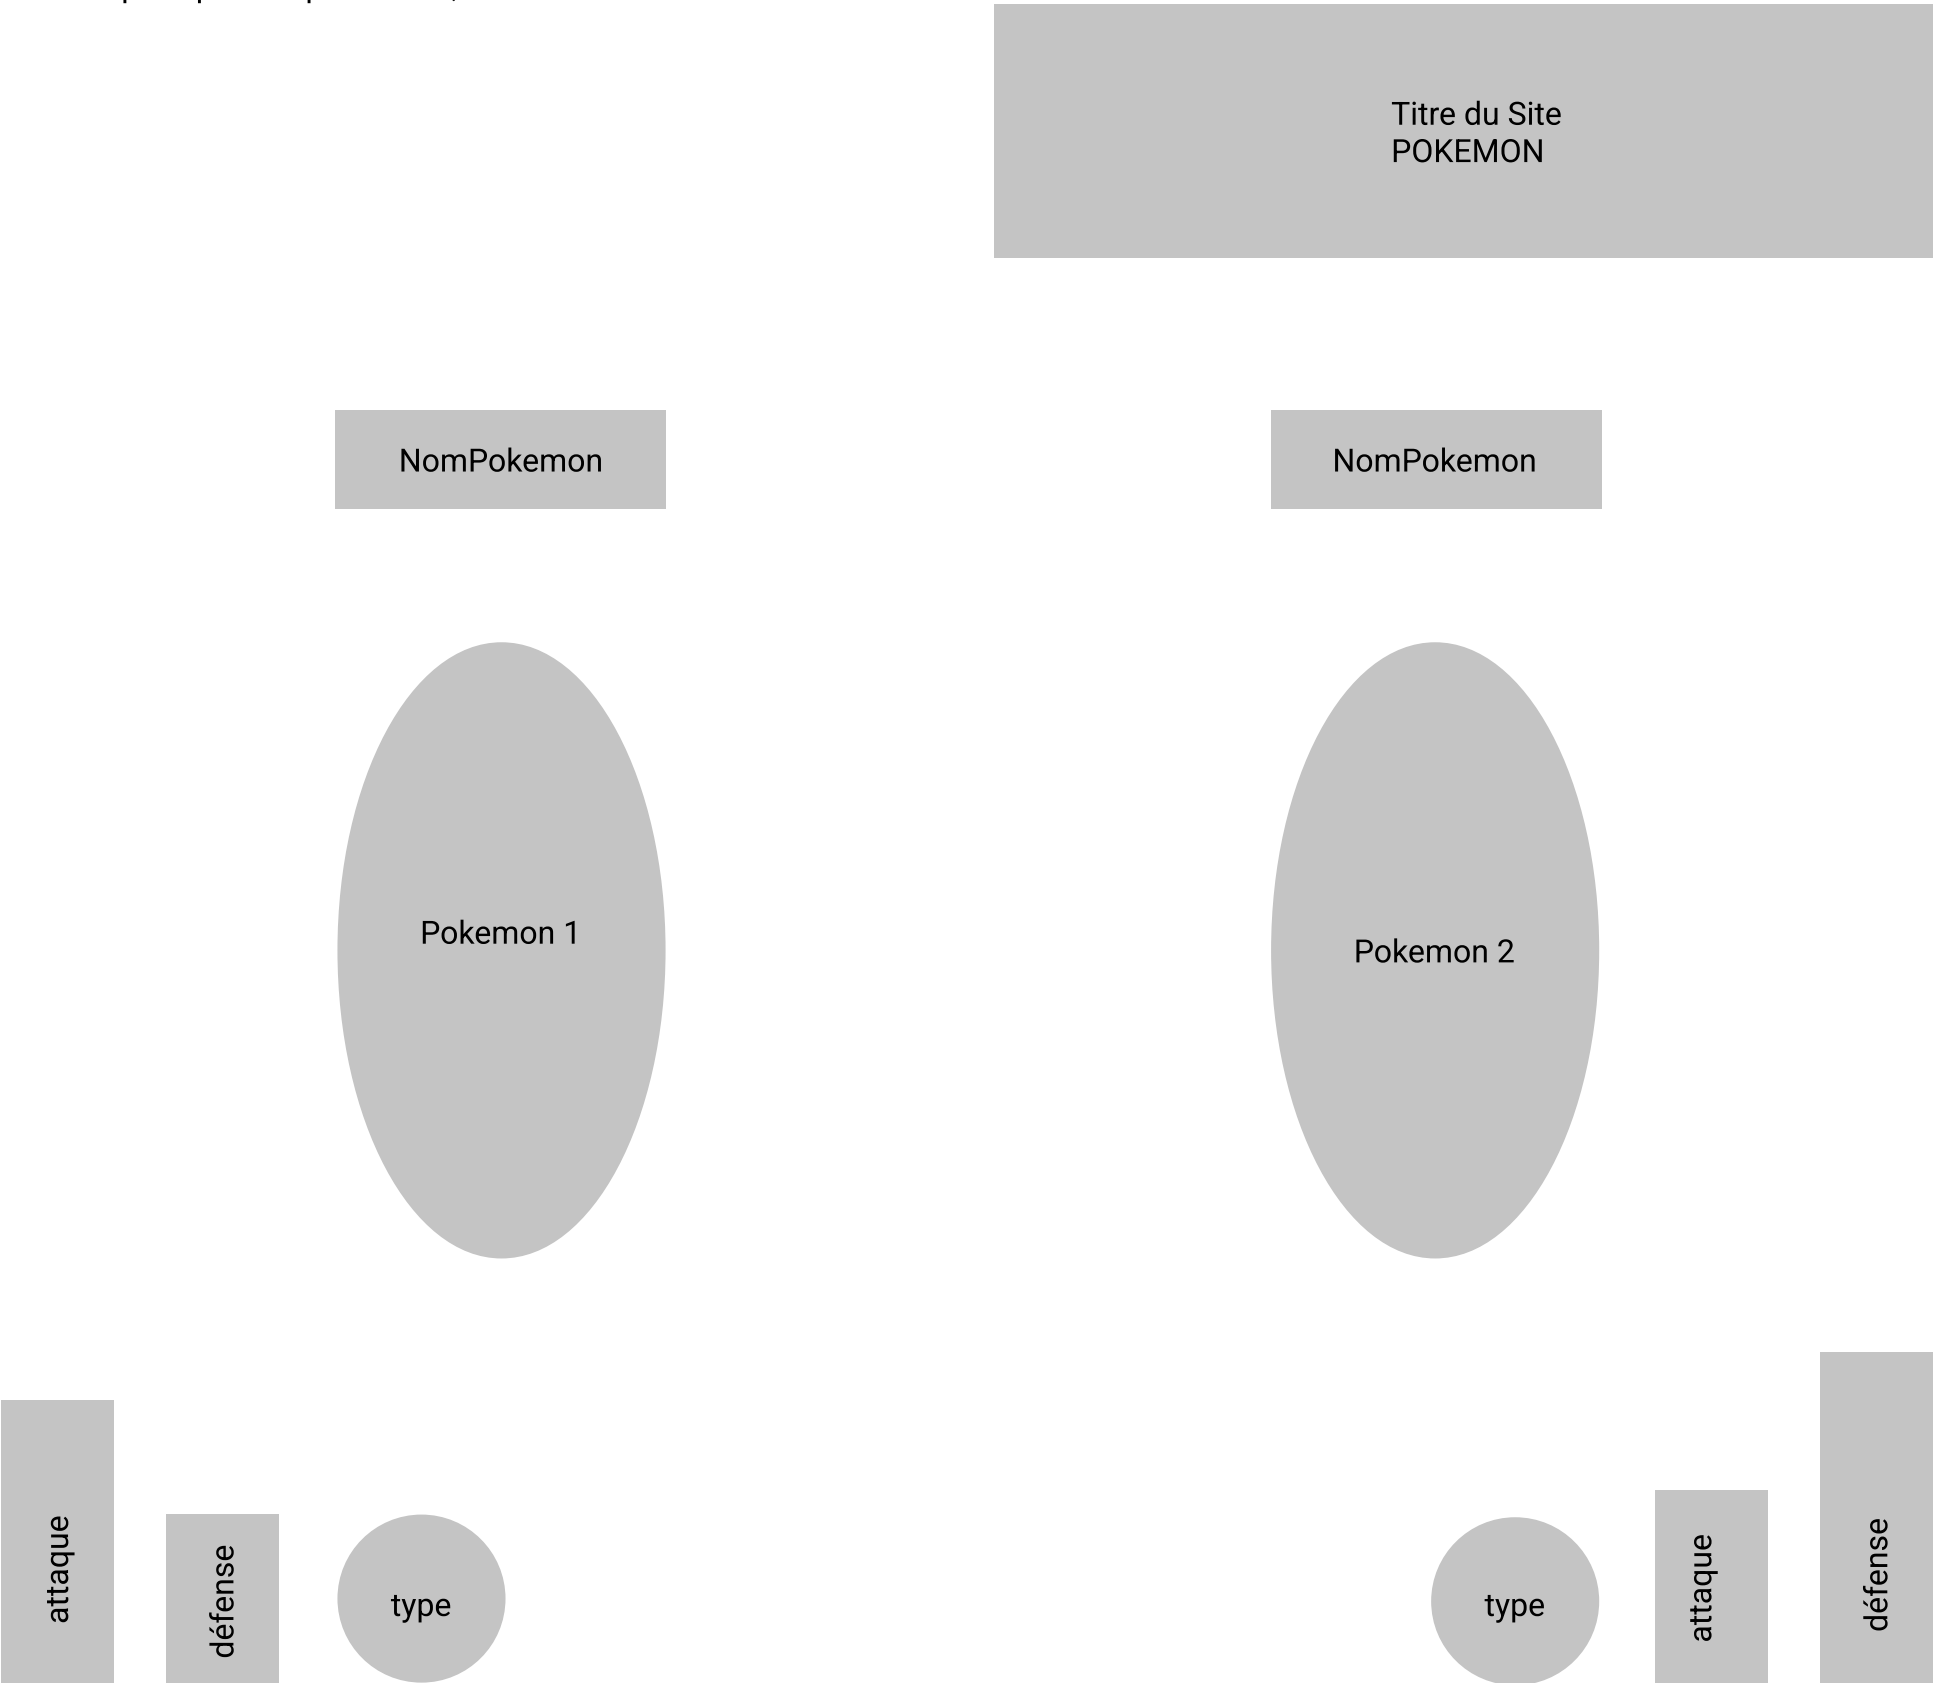 Titre du Site
POKEMON
NomPokemon
NomPokemon
Pokemon 1
Pokemon 2
attaque
défense
type
type
attaque
défense